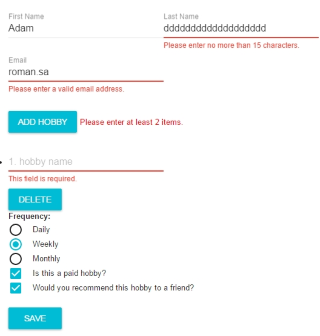 First Name Last Name
Adam ddddddddddddddddddd
Please enter no more than 15 characters.
Email
roman.sa
Please enter a valid email address.
ADD HOBBY Please enter at least 2 items.
1. hobby name
This field is required.
DELETE
Frequency:
Daily
Weekly
Monthly
Is this a paid hobby?
Would you recommend this hobby to a friend?
SAVE